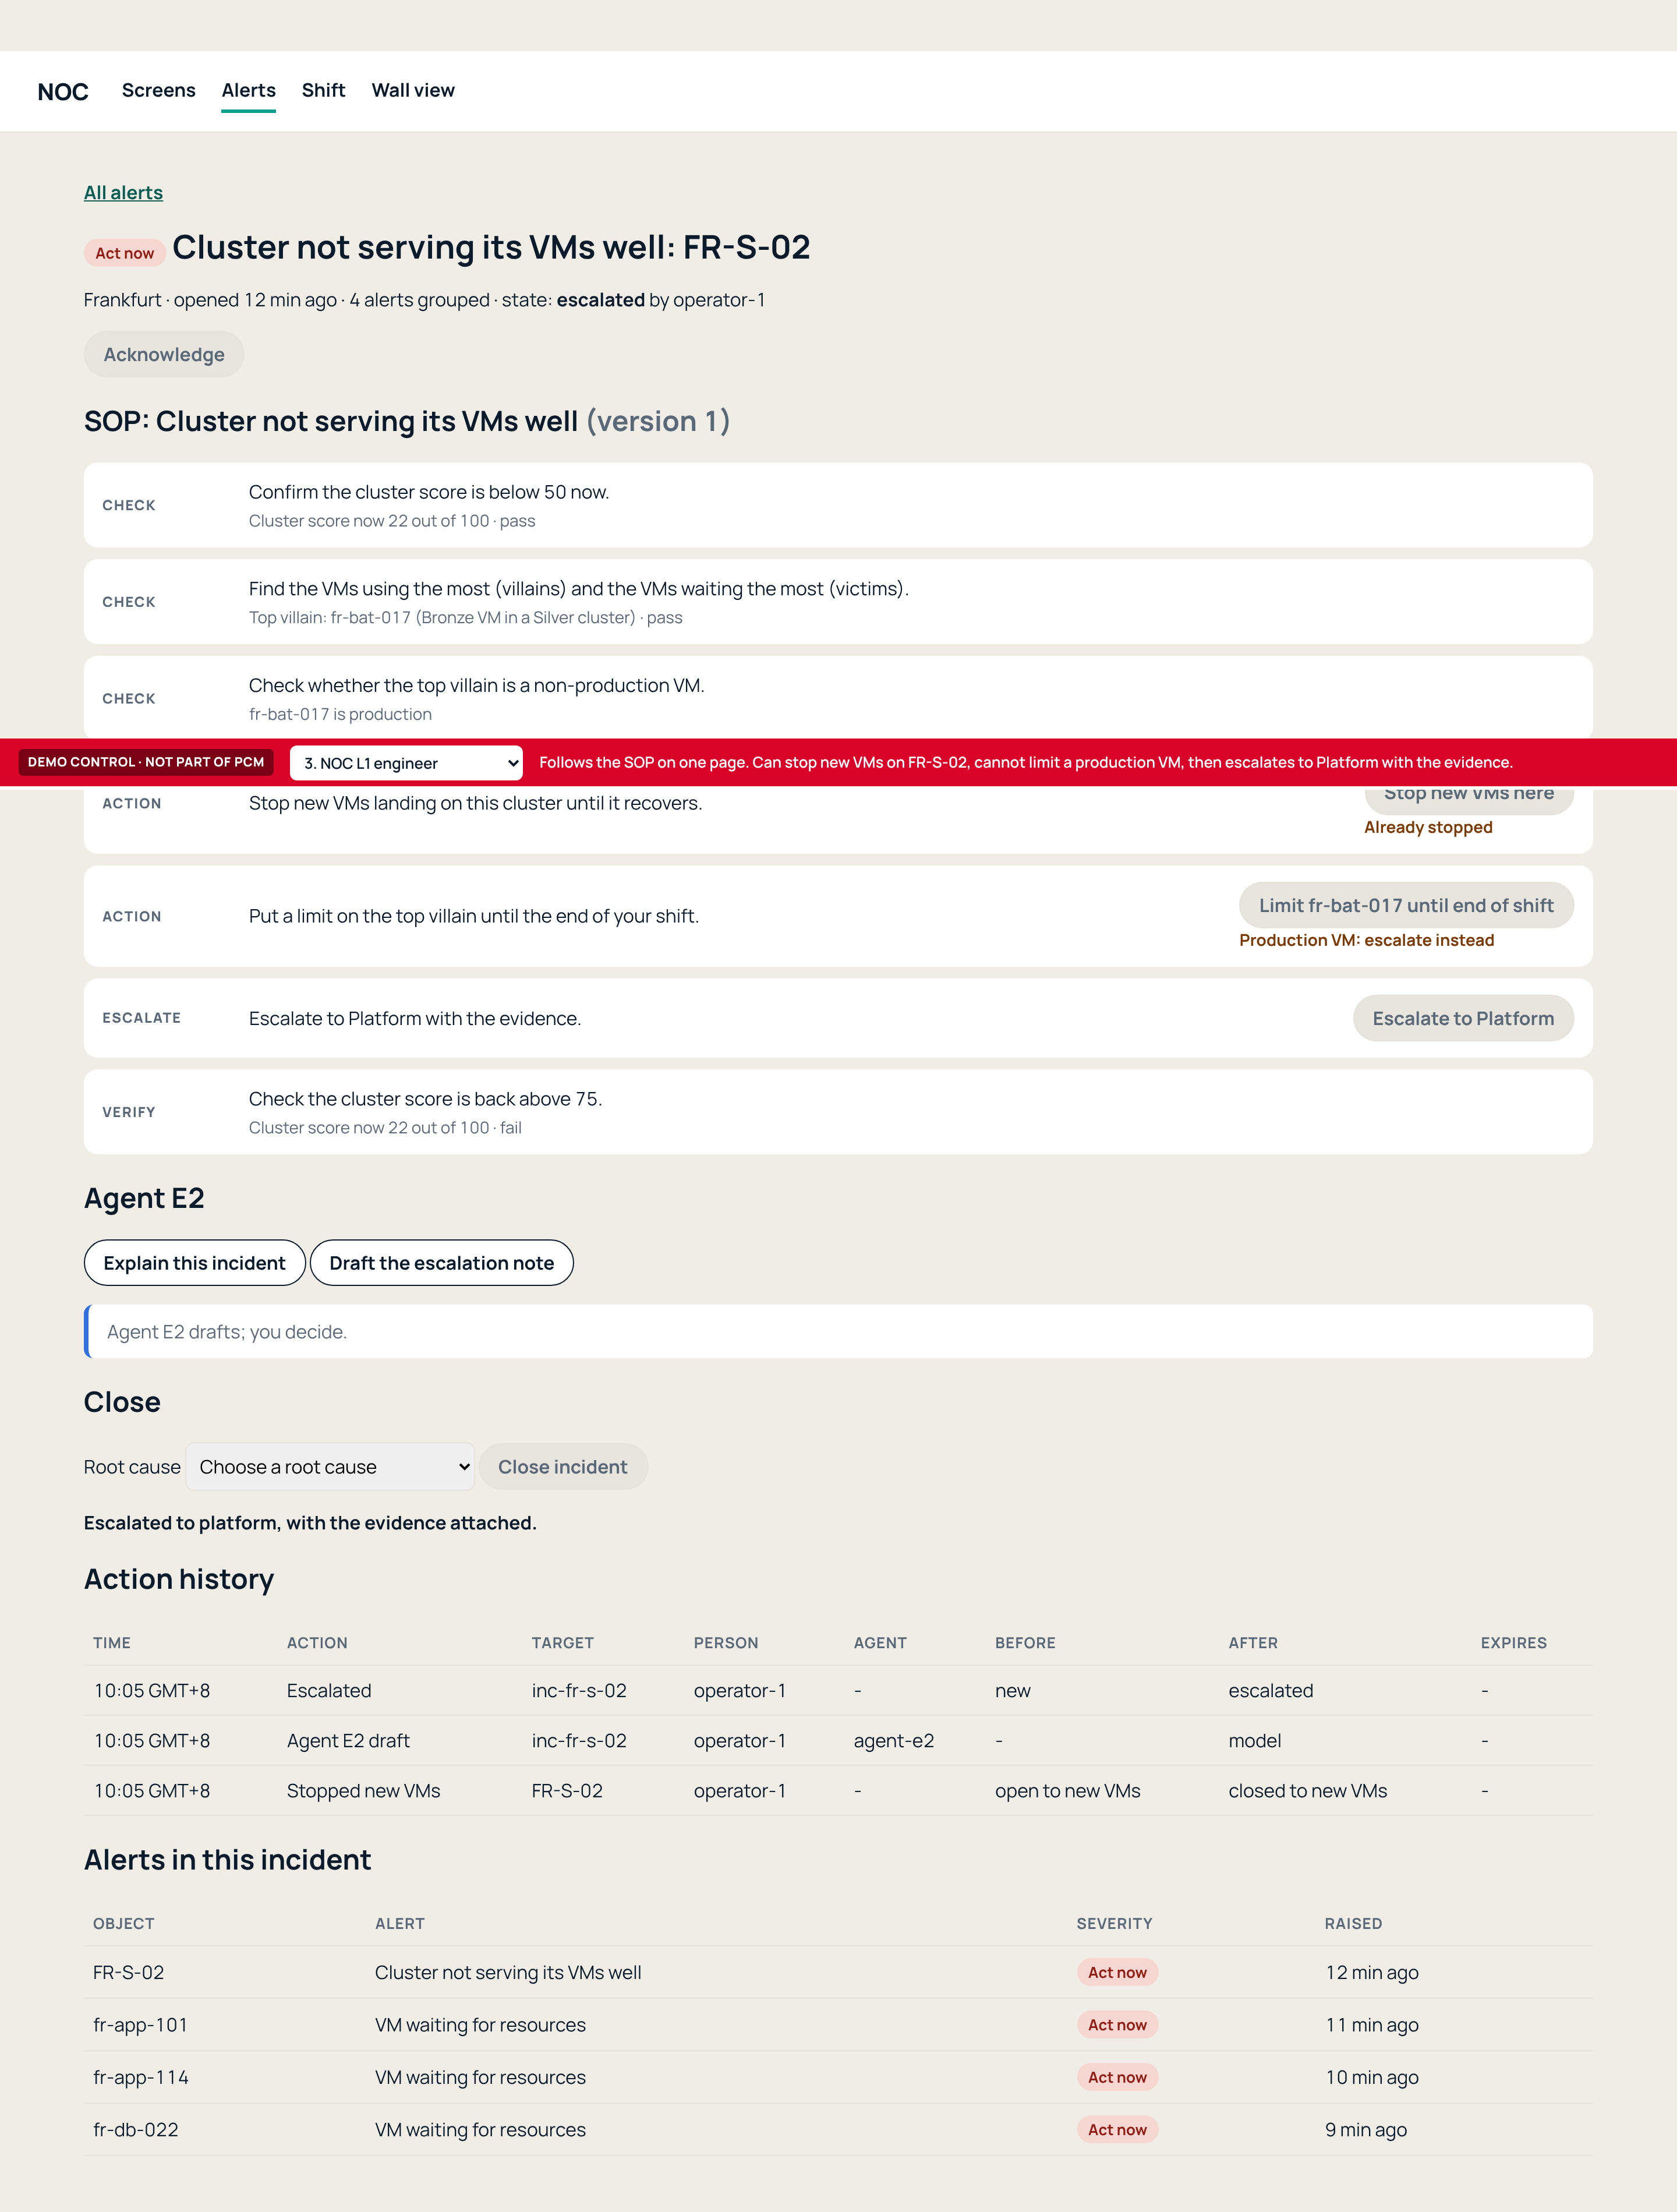 NOC Screens Alerts Shift Wall view
All alerts
Act now Cluster not serving its VMs well: FR-S-02
Frankfurt · opened 12 min ago · 4 alerts grouped · state: escalated by operator-1
Acknowledge
SOP: Cluster not serving its VMs well (version 1)
CHECK
Confirm the cluster score is below 50 now.
Cluster score now 22 out of 100 · pass
CHECK
Find the VMs using the most (villains) and the VMs waiting the most (victims).
Top villain: fr-bat-017 (Bronze VM in a Silver cluster) · pass
CHECK
Check whether the top villain is a non-production VM.
fr-bat-017 is production
DEMO CONTROL · NOT PART OF PCM 3. NOC L1 engineer Follows the SOP on one page. Can stop new VMs on FR-S-02, cannot limit a production VM, then escalates to Platform with the evidence.
ACTION Stop new VMs landing on this cluster until it recovers. Stop new VMs here
Already stopped
ACTION Put a limit on the top villain until the end of your shift. Limit fr-bat-017 until end of shift
Production VM: escalate instead
ESCALATE Escalate to Platform with the evidence. Escalate to Platform
VERIFY
Check the cluster score is back above 75.
Cluster score now 22 out of 100 · fail
Agent E2
Explain this incident Draft the escalation note
Agent E2 drafts; you decide.
Close
Root cause Choose a root cause Close incident
Escalated to platform, with the evidence attached.
Action history
TIME ACTION TARGET PERSON AGENT BEFORE AFTER EXPIRES
10:05 GMT+8 Escalated inc-fr-s-02 operator-1 - new escalated -
10:05 GMT+8 Agent E2 draft inc-fr-s-02 operator-1 agent-e2 - model -
10:05 GMT+8 Stopped new VMs FR-S-02 operator-1 - open to new VMs closed to new VMs -
Alerts in this incident
OBJECT ALERT SEVERITY RAISED
FR-S-02 Cluster not serving its VMs well Act now 12 min ago
fr-app-101 VM waiting for resources Act now 11 min ago
fr-app-114 VM waiting for resources Act now 10 min ago
fr-db-022 VM waiting for resources Act now 9 min ago